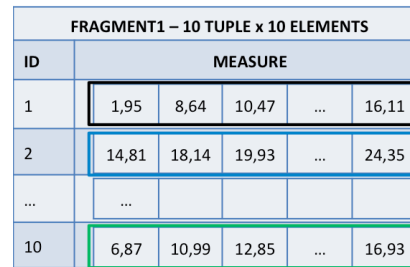 FRAGMENT1 – 10 TUPLE x 10 ELEMENTS
ID MEASURE
1 1,95 8,64 10,47 ... 16,11
2 14,81 18,14 19,93 ... 24,35
... ...
10 6,87 10,99 12,85 ... 16,93